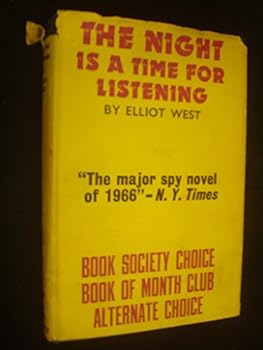 THE NIGHT
IS A TIME FOR
LISTENING
BY ELLIOT WEST
"The major spy novel
of 1966"-N. Y. Times
BOOK SOCIETY CHOICE
BOOK OF MONTH CLUB
ALTERNATE CHOICE